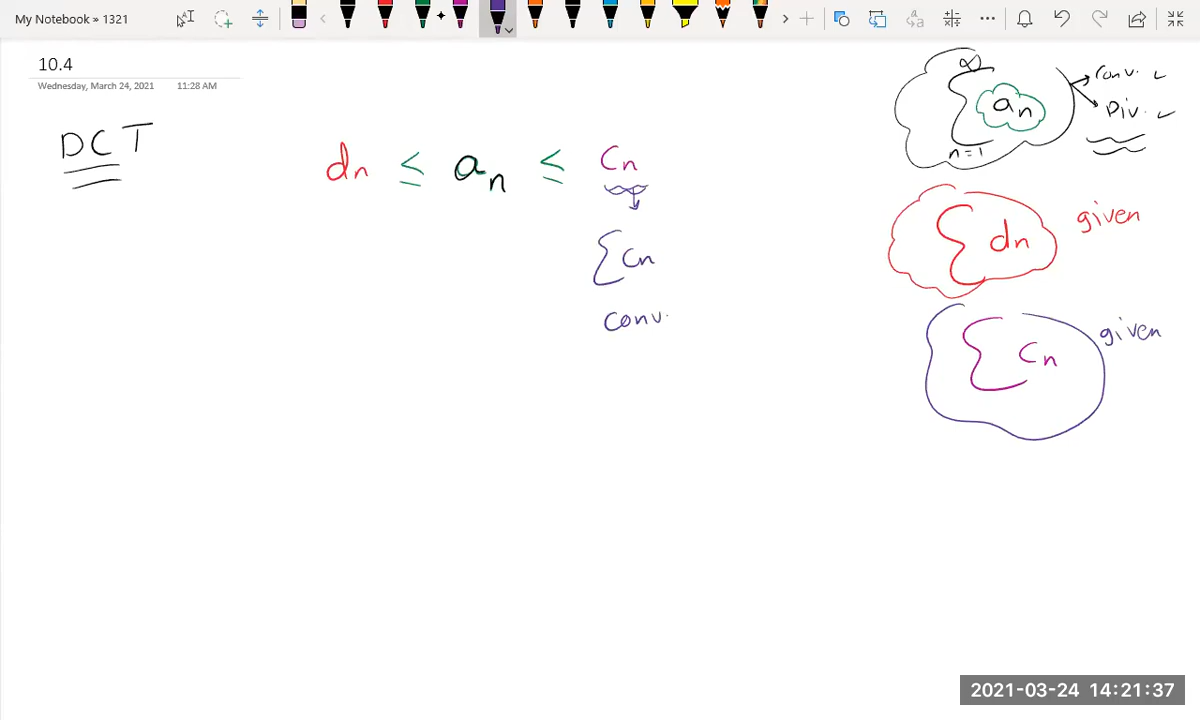 My Notebook » 1321
10.4
Wednesday, March 24, 2021 11:28 AM
DCT
dn ≤ an ≤ cn
Σ cn
conv.
∞
Σ an
n=1
Conv. ✓
Div. ✓
Σ dn given
Σ cn given
2021-03-24 14:21:37